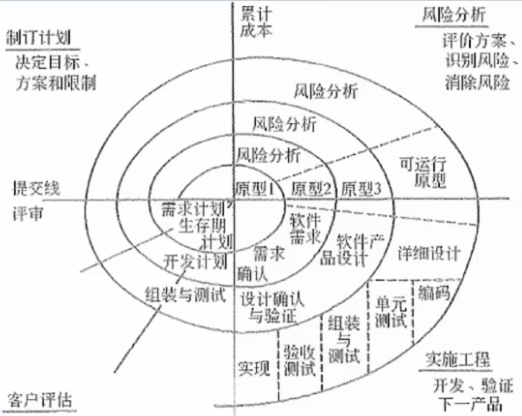 制订计划
决定目标、
方案和限制
累计
成本
风险分析
评价方案、
识别风险、
消除风险
风险分析
风险分析
风险分析
可运行
原型
提交线
原型1
原型2
原型3
评审
需求计划
生存期
计划
软件
需求
软件产
品设计
详细设计
开发计划
需求
确认
组装与测试
设计确认
与验证
组装
与
测试
单元
测试
编码
实现
验收
测试
实施工程
开发、验证
下一产品
客户评估